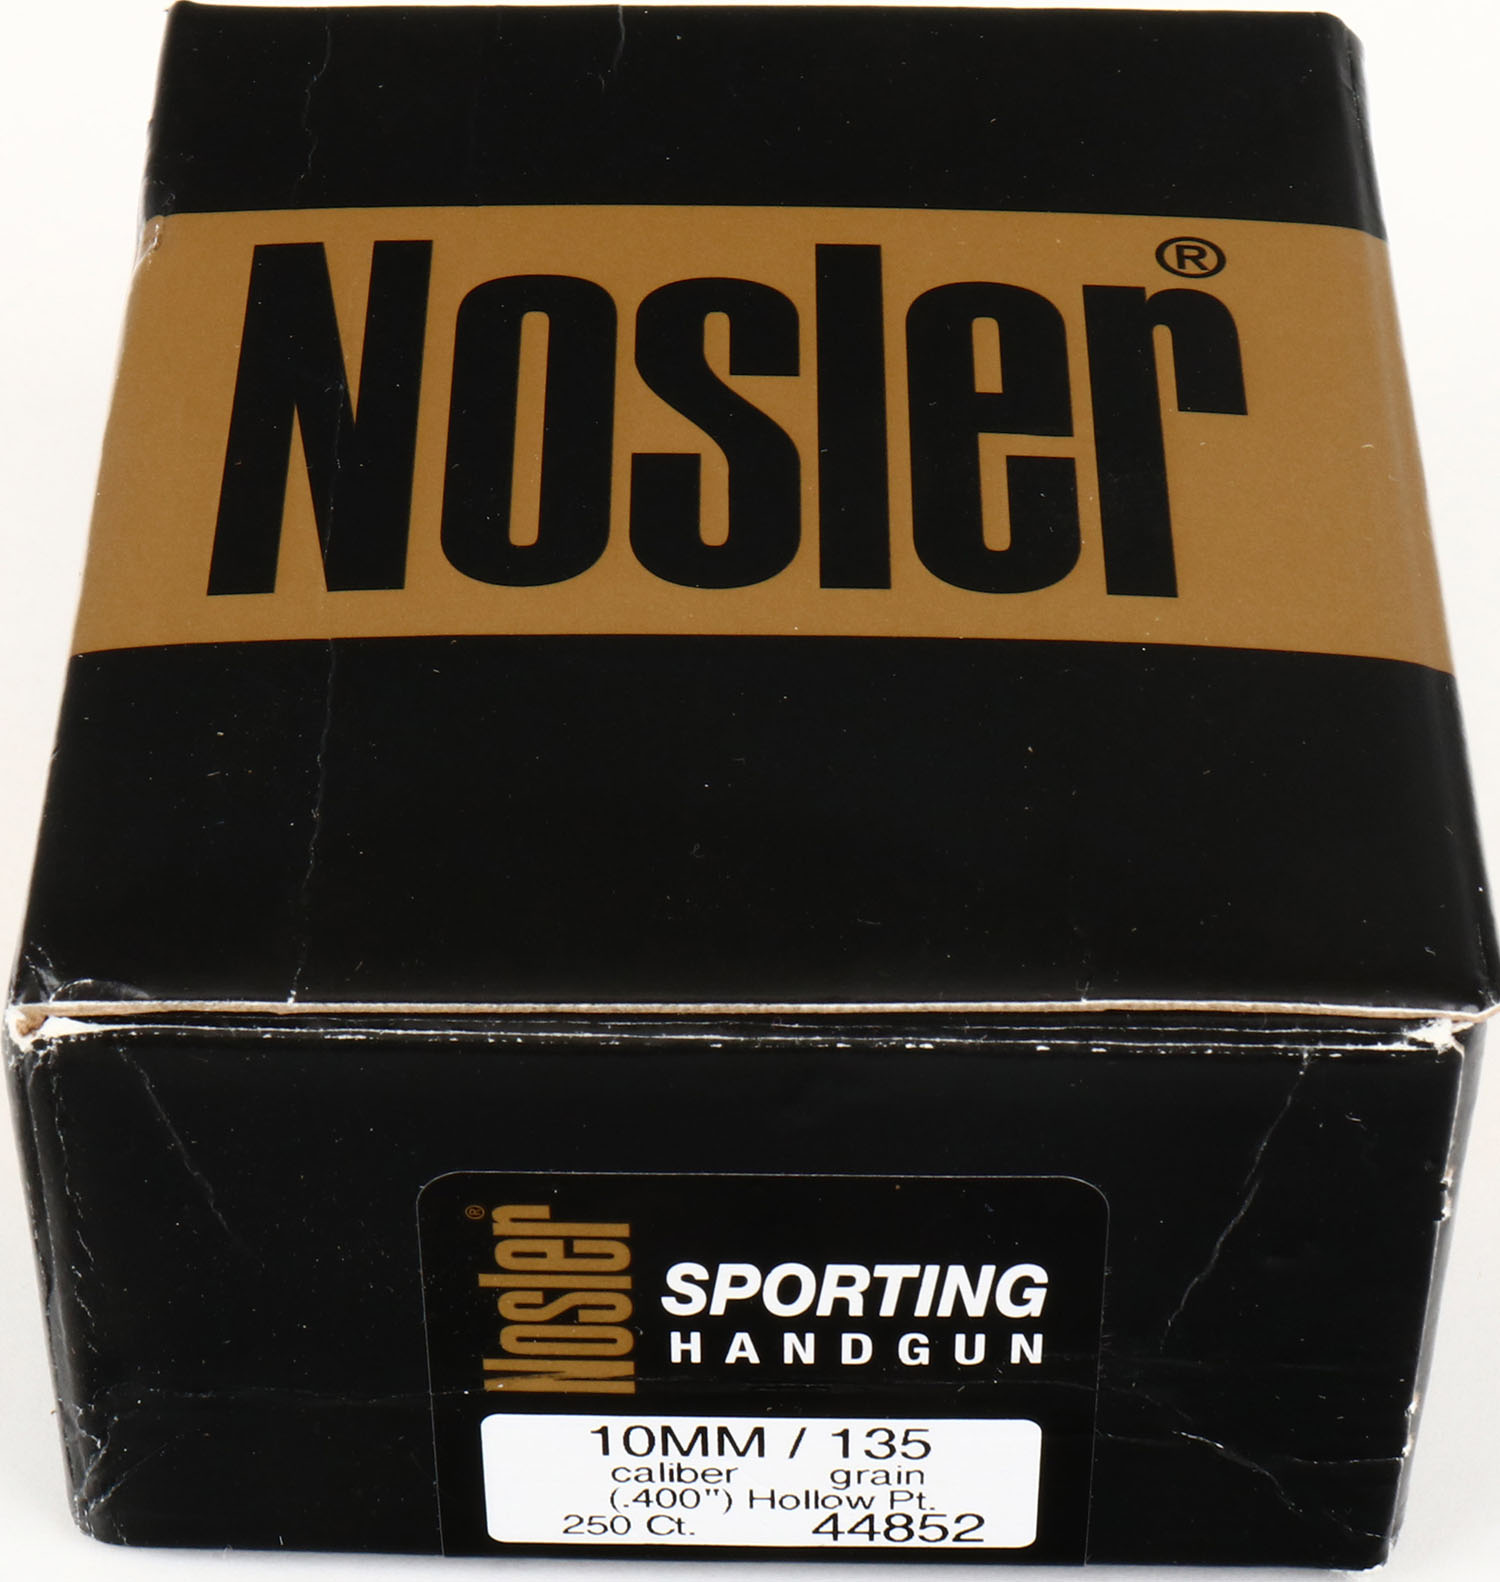 Nosler®
Nosler®
SPORTING
HANDGUN
10MM / 135
caliber grain
(.400") Hollow Pt.
250 Ct. 44852